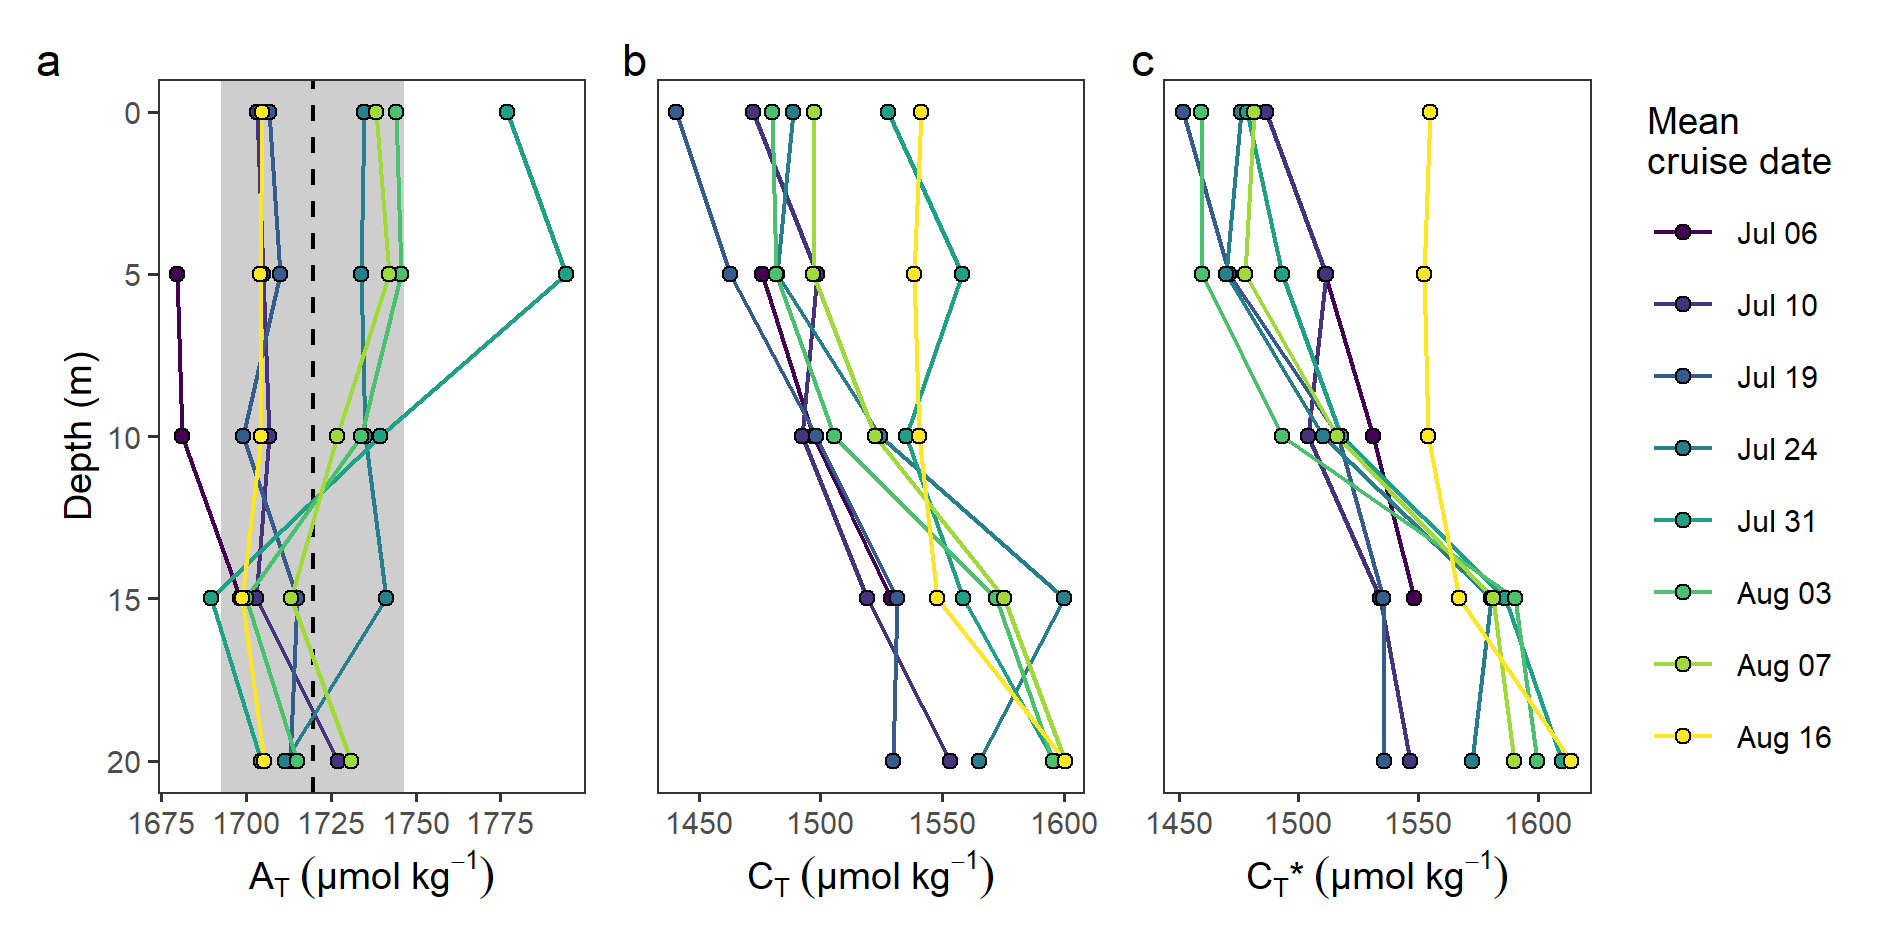 a
b
c
0
5
10
15
20
Depth (m)
1675 1700 1725 1750 1775
1450 1500 1550 1600
1450 1500 1550 1600
A_T (µmol kg⁻¹)
C_T (µmol kg⁻¹)
C_T* (µmol kg⁻¹)
Mean
cruise date
Jul 06
Jul 10
Jul 19
Jul 24
Jul 31
Aug 03
Aug 07
Aug 16